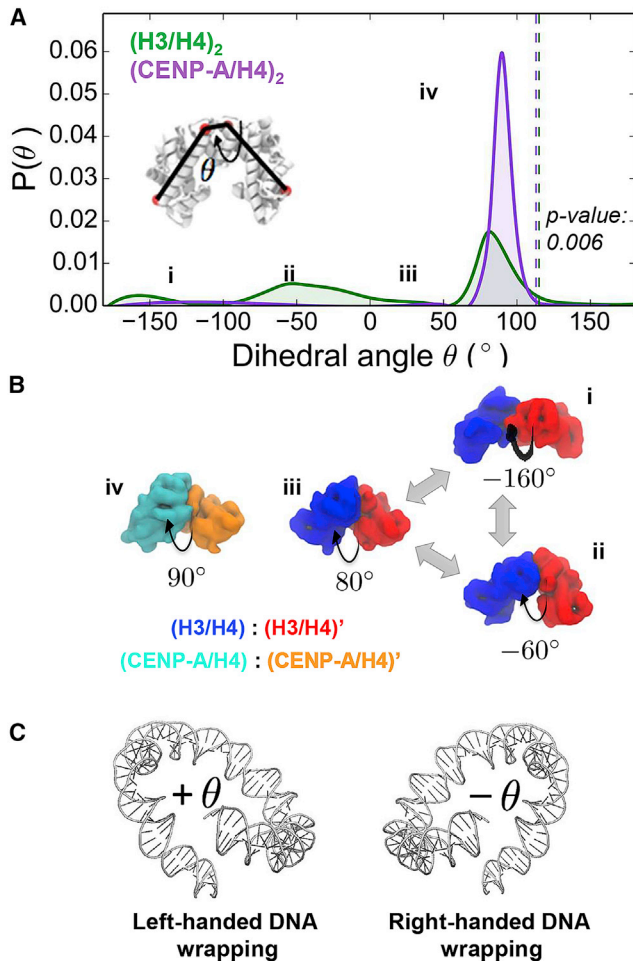 A
(H3/H4)₂
(CENP-A/H4)₂
iv
θ
p-value:
0.006
i
ii
iii
P(θ)
0.06
0.05
0.04
0.03
0.02
0.01
0.00
−150
−100
−50
0
50
100
150
Dihedral angle θ (°)
B
i
−160°
iv
iii
ii
90°
80°
−60°
(H3/H4) : (H3/H4)’
(CENP-A/H4) : (CENP-A/H4)’
C
+θ
−θ
Left-handed DNA
wrapping
Right-handed DNA
wrapping